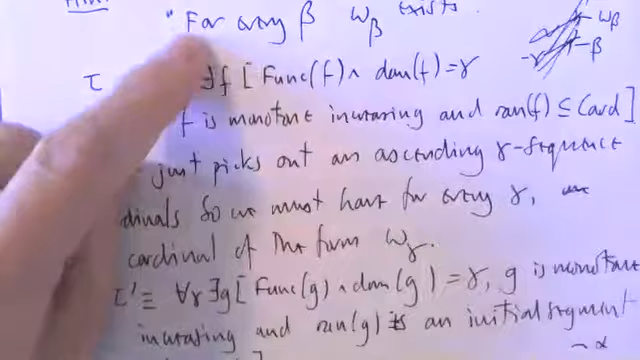 "For every β ω_β exists.
ω_β
β
τ ∃f [ Func(f) ∧ dom(f) = γ
f is monotone increasing and ran(f) ⊆ Card ]
just picks out an ascending γ-sequence
dinals so we must have for every γ,
cardinal of the form ω_γ.
τ' ≡ ∀γ ∃g [ Func(g) ∧ dom(g) = γ, g is monotone
increasing and ran(g) is an initial segment